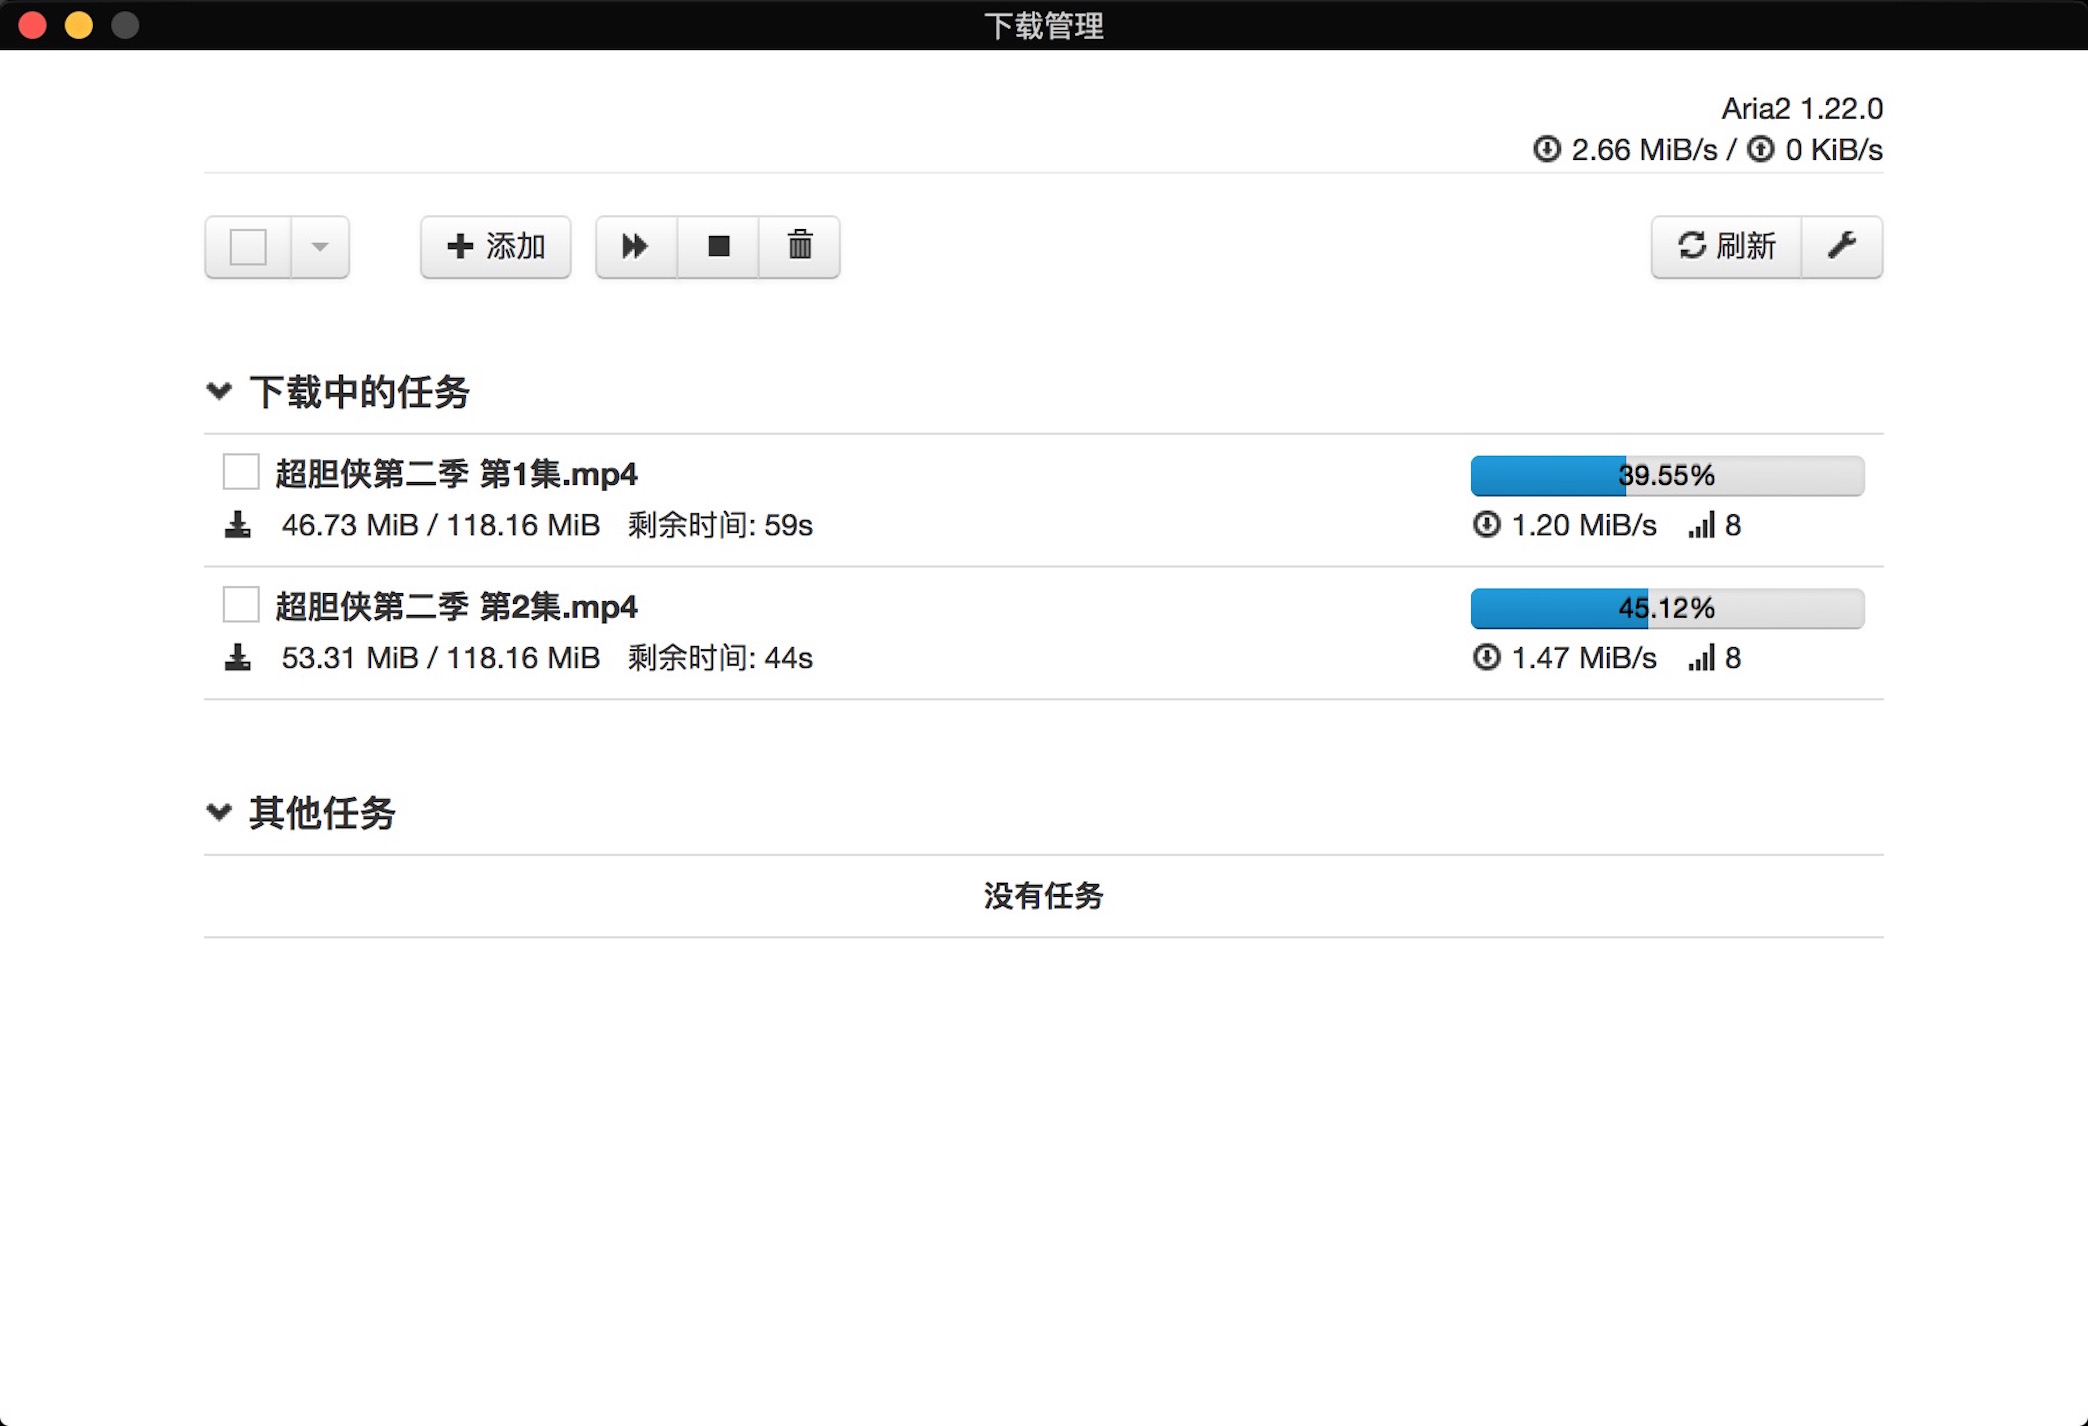 下载管理
Aria2 1.22.0
2.66 MiB/s / 0 KiB/s
添加
刷新
下载中的任务
超胆侠第二季 第1集.mp4
39.55%
46.73 MiB / 118.16 MiB 剩余时间: 59s
1.20 MiB/s 8
超胆侠第二季 第2集.mp4
45.12%
53.31 MiB / 118.16 MiB 剩余时间: 44s
1.47 MiB/s 8
其他任务
没有任务